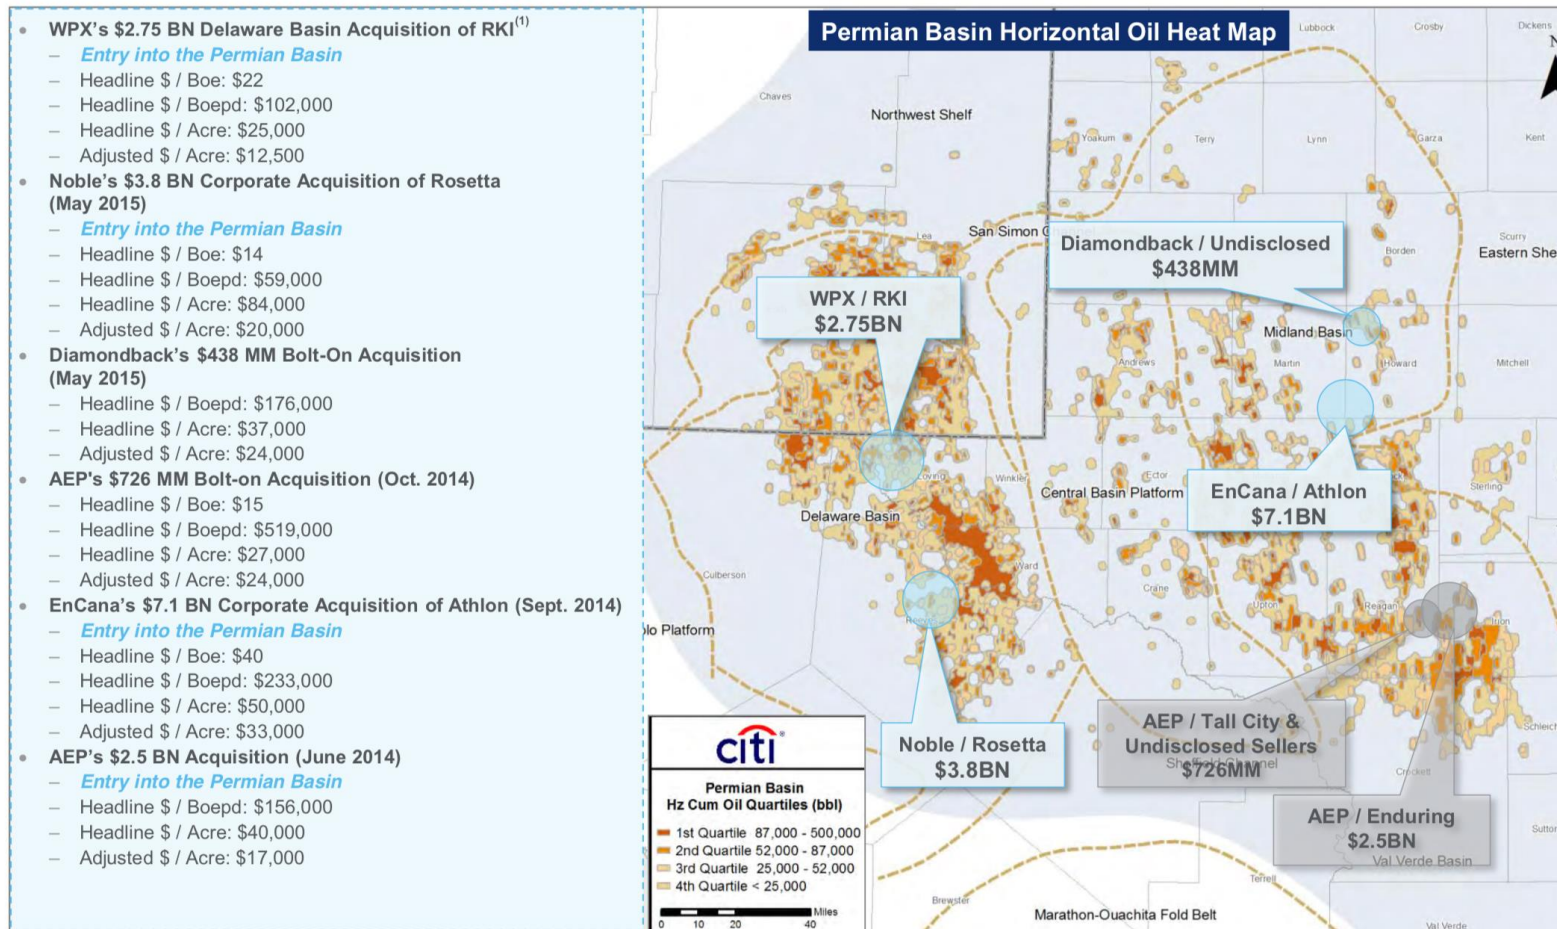 WPX's $2.75 BN Delaware Basin Acquisition of RKI(1)
– Entry into the Permian Basin
– Headline $ / Boe: $22
– Headline $ / Boepd: $102,000
– Headline $ / Acre: $25,000
– Adjusted $ / Acre: $12,500
Noble's $3.8 BN Corporate Acquisition of Rosetta
(May 2015)
– Entry into the Permian Basin
– Headline $ / Boe: $14
– Headline $ / Boepd: $59,000
– Headline $ / Acre: $84,000
– Adjusted $ / Acre: $20,000
Diamondback's $438 MM Bolt-On Acquisition
(May 2015)
– Headline $ / Boepd: $176,000
– Headline $ / Acre: $37,000
– Adjusted $ / Acre: $24,000
AEP's $726 MM Bolt-on Acquisition (Oct. 2014)
– Headline $ / Boe: $15
– Headline $ / Boepd: $519,000
– Headline $ / Acre: $27,000
– Adjusted $ / Acre: $24,000
EnCana's $7.1 BN Corporate Acquisition of Athlon (Sept. 2014)
– Entry into the Permian Basin
– Headline $ / Boe: $40
– Headline $ / Boepd: $233,000
– Headline $ / Acre: $50,000
– Adjusted $ / Acre: $33,000
AEP's $2.5 BN Acquisition (June 2014)
– Entry into the Permian Basin
– Headline $ / Boepd: $156,000
– Headline $ / Acre: $40,000
– Adjusted $ / Acre: $17,000
Permian Basin Horizontal Oil Heat Map
Lubbock
Crosby
Dickens
N
Chaves
Northwest Shelf
Yoakum
Terry
Lynn
Garza
Kent
Lea
San Simon
Diamondback / Undisclosed
$438MM
Borden
Scurry
Eastern She
WPX / RKI
$2.75BN
Midland Basin
Andrews
Martin
Howard
Mitchell
Loving
Winkler
Ector
Central Basin Platform
EnCana / Athlon
$7.1BN
Sterling
Delaware Basin
Culberson
Ward
Crane
Upton
Reagan
Irion
lo Platform
Noble / Rosetta
$3.8BN
AEP / Tall City &
Undisclosed Sellers
$726MM
Sheffield Channel
Schleich
Crockett
AEP / Enduring
$2.5BN
Val Verde Basin
Sutton
Terrell
Brewster
Marathon-Ouachita Fold Belt
Val Verde
citi®
Permian Basin
Hz Cum Oil Quartiles (bbl)
1st Quartile 87,000 - 500,000
2nd Quartile 52,000 - 87,000
3rd Quartile 25,000 - 52,000
4th Quartile < 25,000
Miles
0 10 20 40